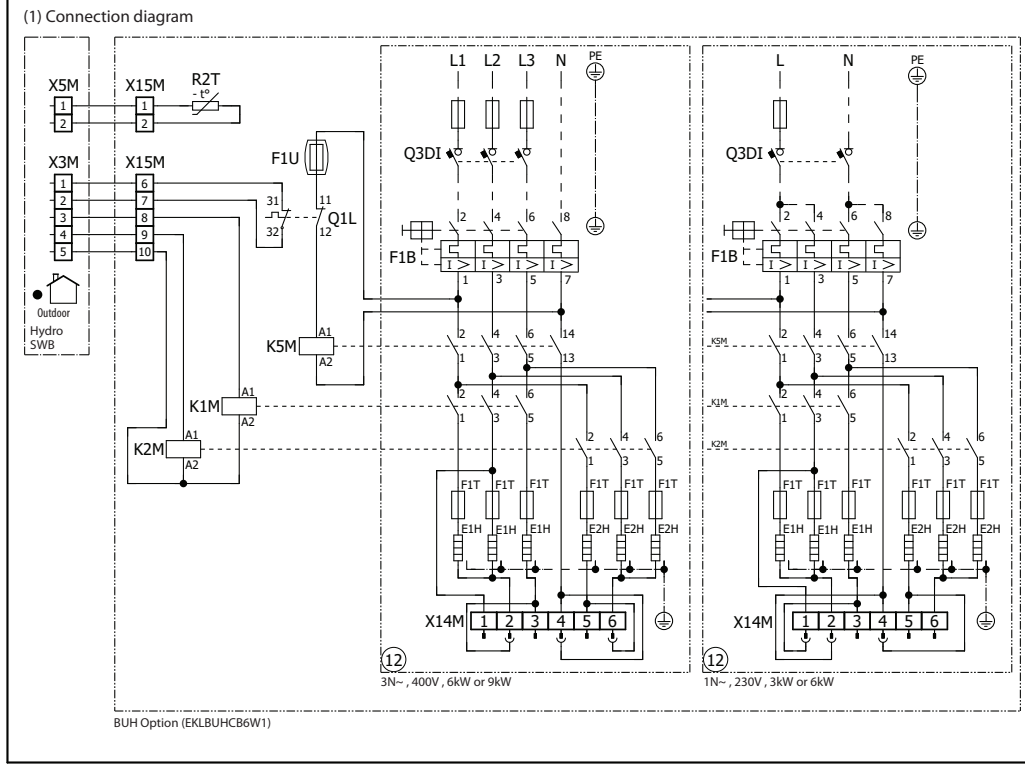 (1) Connection diagram
X5M X15M R2T
- t°
1 1
2 2
X3M X15M
1 6
2 7
3 8
4 9
5 10
Outdoor
Hydro
SWB
F1U
31 11
Q1L
32 12
K5M A1
A2
K1M A1
A2
K2M A1
A2
L1 L2 L3 N PE
Q3DI
2 4 6 8
F1B
I > I > I > I >
1 3 5 7
2 4 6 14
1 3 5 13
2 4 6
1 3 5
2 4 6
1 3 5
F1T F1T F1T F1T F1T F1T
E1H E1H E1H E2H E2H E2H
X14M 1 2 3 4 5 6
12
3N~ , 400V , 6kW or 9kW
L N PE
Q3DI
2 4 6 8
F1B
I > I > I > I >
1 3 5 7
K5M
2 4 6 14
1 3 5 13
K1M
2 4 6
1 3 5
K2M
2 4 6
1 3 5
F1T F1T F1T F1T F1T F1T
E1H E1H E1H E2H E2H E2H
X14M 1 2 3 4 5 6
12
1N~ , 230V , 3kW or 6kW
BUH Option (EKLBUHCB6W1)